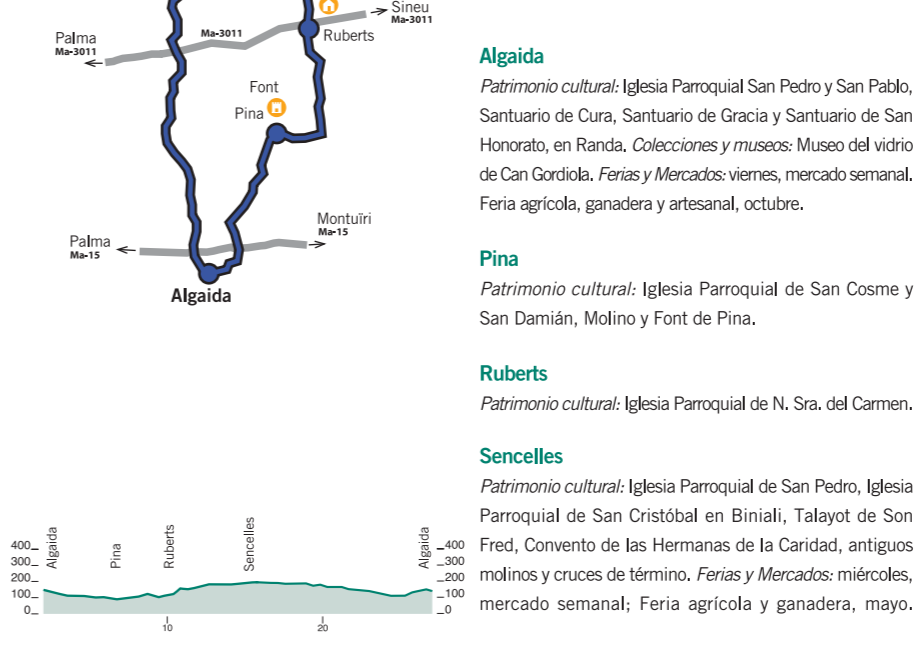 Sineu
Ma-3011
Palma
Ma-3011
Ma-3011
Ruberts
Font
Pina
Montuïri
Ma-15
Palma
Ma-15
Algaida
Algaida
Patrimonio cultural: Iglesia Parroquial San Pedro y San Pablo,
Santuario de Cura, Santuario de Gracia y Santuario de San
Honorato, en Randa. Colecciones y museos: Museo del vidrio
de Can Gordiola. Ferias y Mercados: viernes, mercado semanal.
Feria agrícola, ganadera y artesanal, octubre.
Pina
Patrimonio cultural: Iglesia Parroquial de San Cosme y
San Damián, Molino y Font de Pina.
Ruberts
Patrimonio cultural: Iglesia Parroquial de N. Sra. del Carmen.
Sencelles
Patrimonio cultural: Iglesia Parroquial de San Pedro, Iglesia
Parroquial de San Cristóbal en Biniali, Talayot de Son
Fred, Convento de las Hermanas de la Caridad, antiguos
molinos y cruces de término. Ferias y Mercados: miércoles,
mercado semanal; Feria agrícola y ganadera, mayo.
Algaida
Pina
Ruberts
Sencelles
Algaida
400
300
200
100
0
400
300
200
100
0
10
20